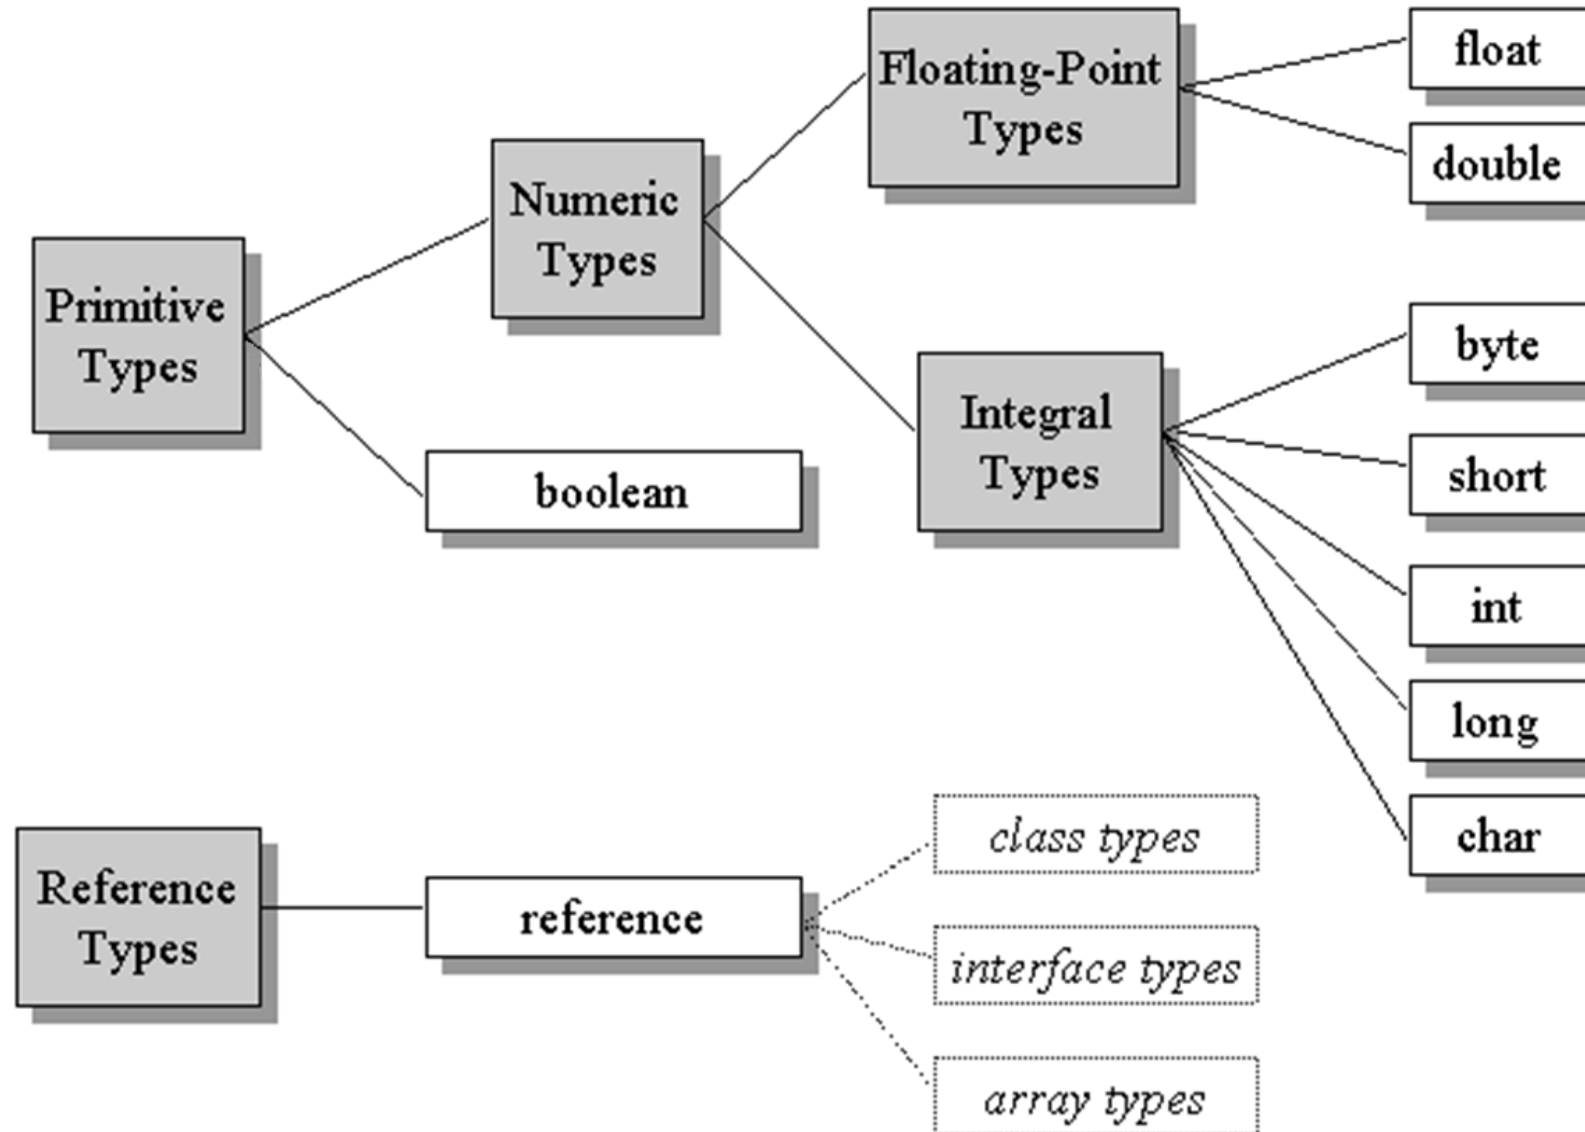 Primitive
Types
Numeric
Types
boolean
Floating-Point
Types
Integral
Types
float
double
byte
short
int
long
char
Reference
Types
reference
class types
interface types
array types